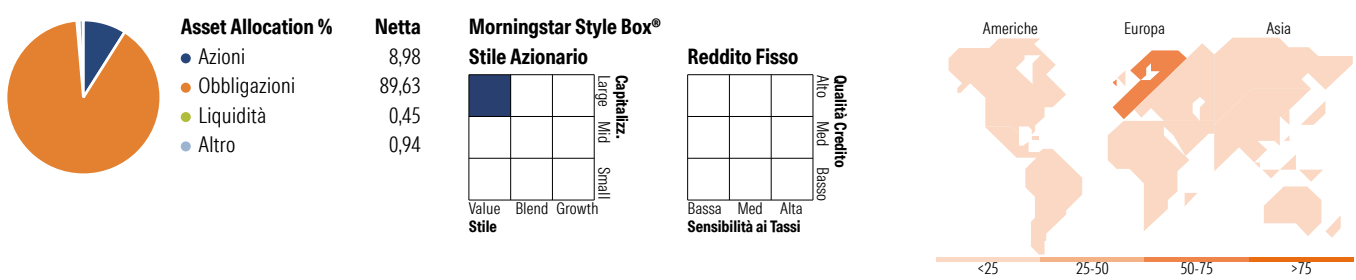 Asset Allocation % Netta
Azioni 8,98
Obbligazioni 89,63
Liquidità 0,45
Altro 0,94
Morningstar Style Box®
Stile Azionario
Large Mid Small
Capitalizz.
Value Blend Growth
Stile
Reddito Fisso
Alto Med Basso
Qualità Credito
Bassa Med Alta
Sensibilità ai Tassi
Americhe Europa Asia
<25 25-50 50-75 >75